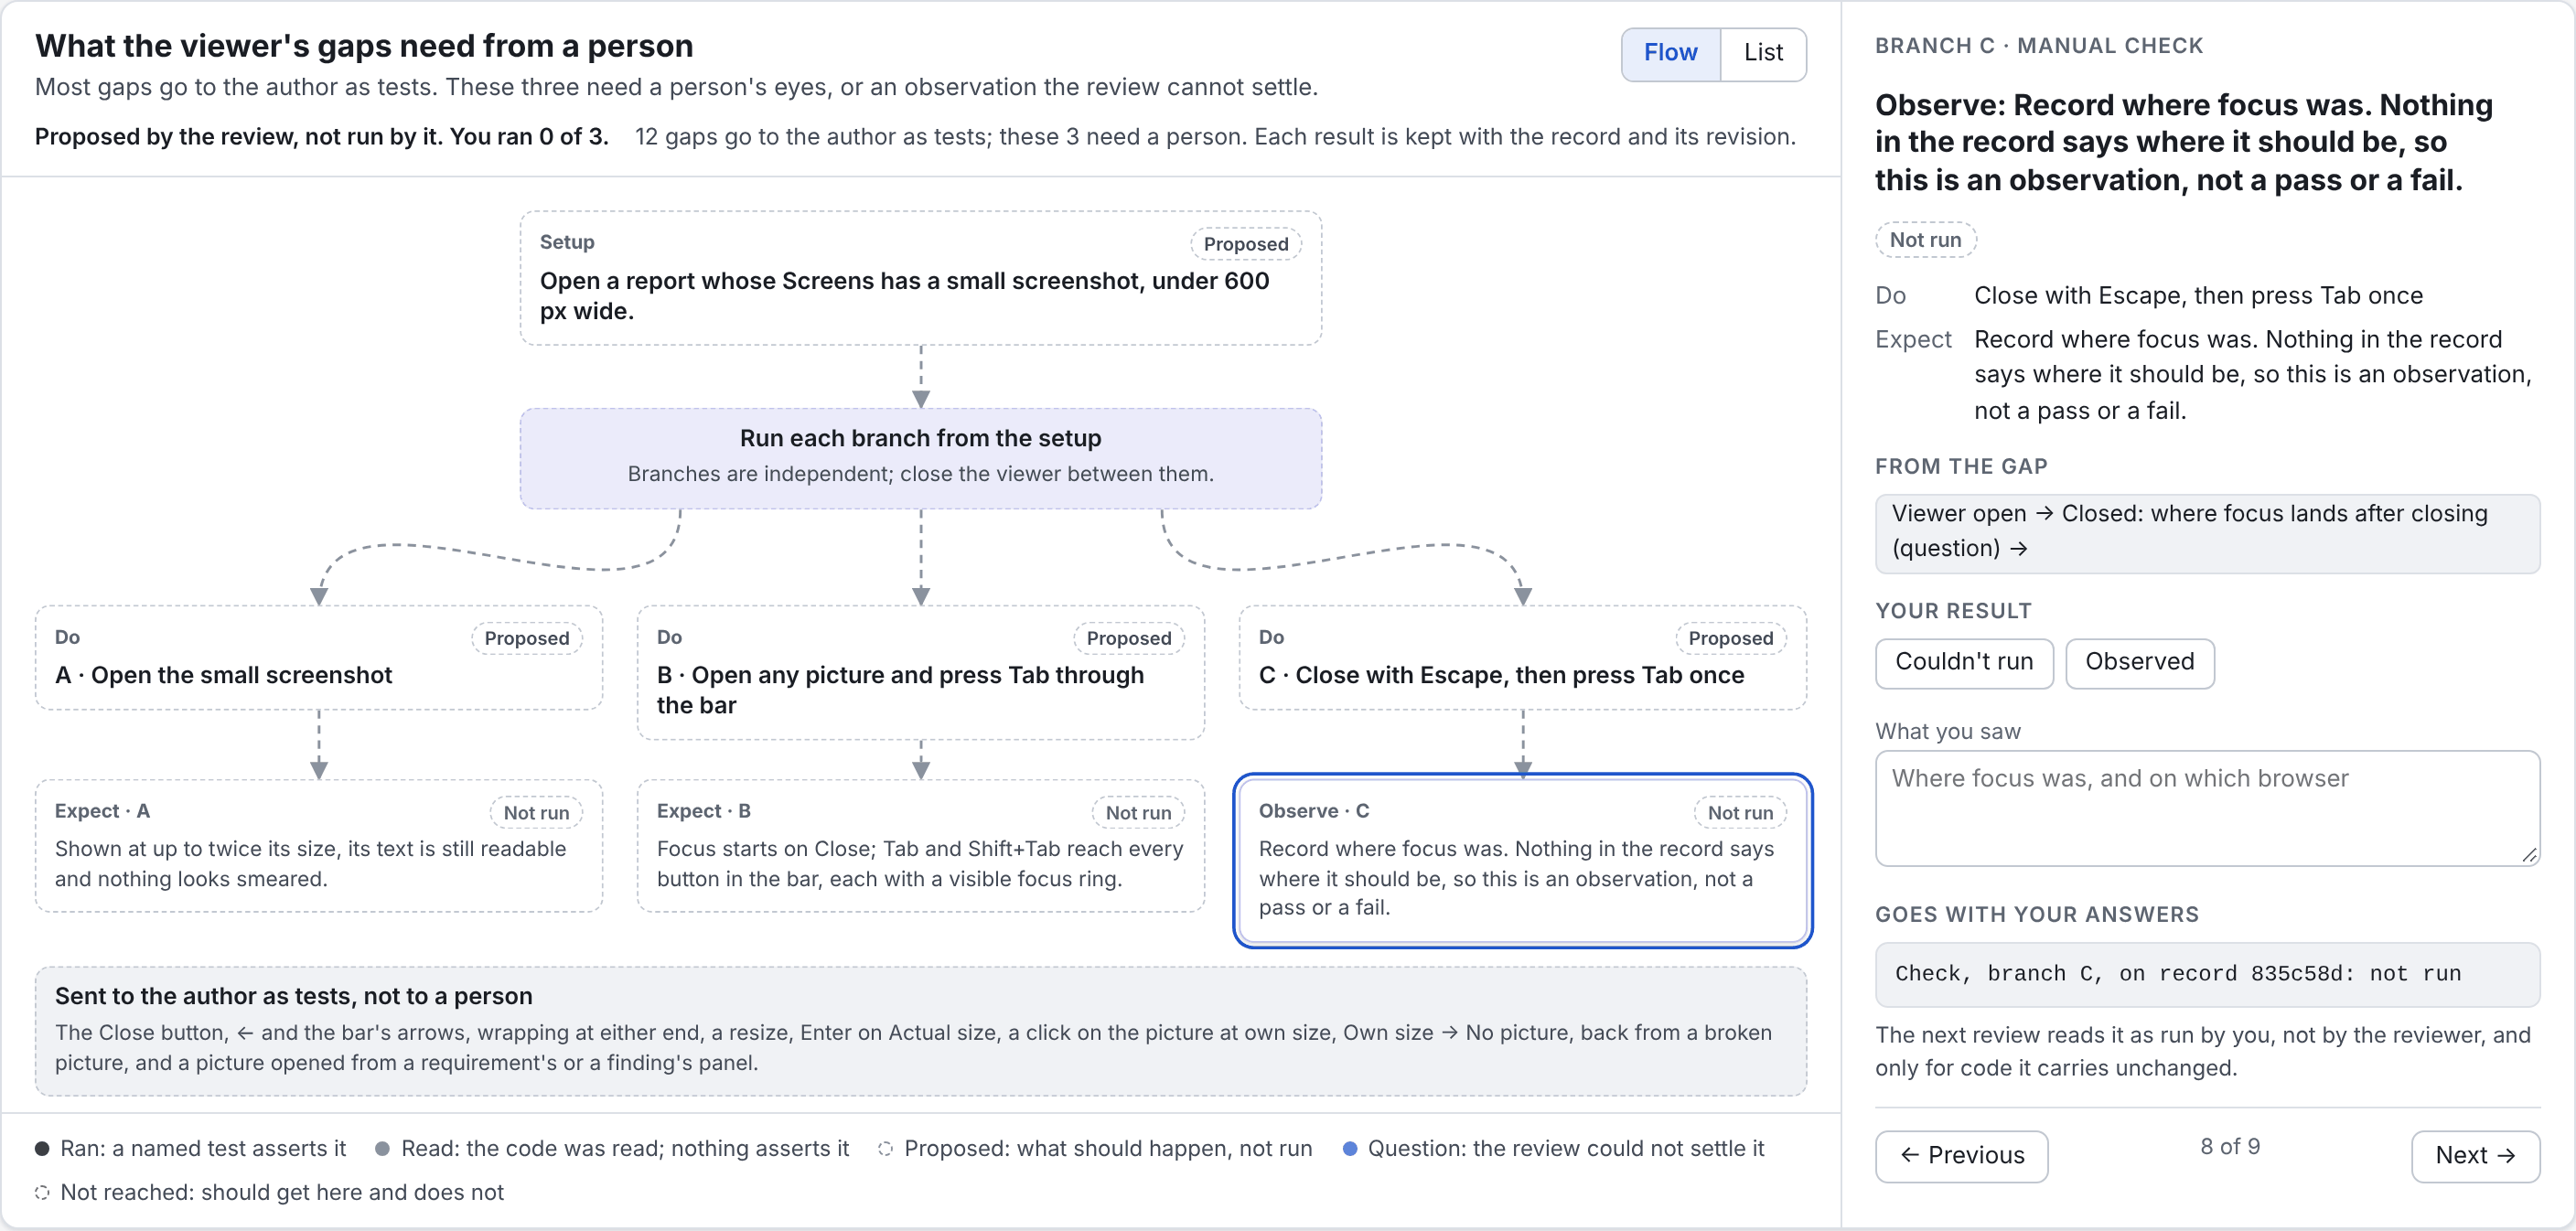 What the viewer's gaps need from a person
Most gaps go to the author as tests. These three need a person's eyes, or an observation the review cannot settle.
Flow
List
Proposed by the review, not run by it. You ran 0 of 3.
12 gaps go to the author as tests; these 3 need a person. Each result is kept with the record and its revision.
Setup
Proposed
Open a report whose Screens has a small screenshot, under 600
px wide.
Run each branch from the setup
Branches are independent; close the viewer between them.
Do
Proposed
A · Open the small screenshot
Do
Proposed
B · Open any picture and press Tab through
the bar
Do
Proposed
C · Close with Escape, then press Tab once
Expect · A
Not run
Shown at up to twice its size, its text is still readable
and nothing looks smeared.
Expect · B
Not run
Focus starts on Close; Tab and Shift+Tab reach every
button in the bar, each with a visible focus ring.
Observe · C
Not run
Record where focus was. Nothing in the record says
where it should be, so this is an observation, not a
pass or a fail.
Sent to the author as tests, not to a person
The Close button, ← and the bar's arrows, wrapping at either end, a resize, Enter on Actual size, a click on the picture at own size, Own size → No picture, back from a broken
picture, and a picture opened from a requirement's or a finding's panel.
Ran: a named test asserts it
Read: the code was read; nothing asserts it
Proposed: what should happen, not run
Question: the review could not settle it
Not reached: should get here and does not
BRANCH C · MANUAL CHECK
Observe: Record where focus was. Nothing
in the record says where it should be, so
this is an observation, not a pass or a fail.
Not run
Do
Close with Escape, then press Tab once
Expect
Record where focus was. Nothing in the record
says where it should be, so this is an observation,
not a pass or a fail.
FROM THE GAP
Viewer open → Closed: where focus lands after closing
(question) →
YOUR RESULT
Couldn't run
Observed
What you saw
Where focus was, and on which browser
GOES WITH YOUR ANSWERS
Check, branch C, on record 835c58d: not run
The next review reads it as run by you, not by the reviewer, and
only for code it carries unchanged.
← Previous
8 of 9
Next →